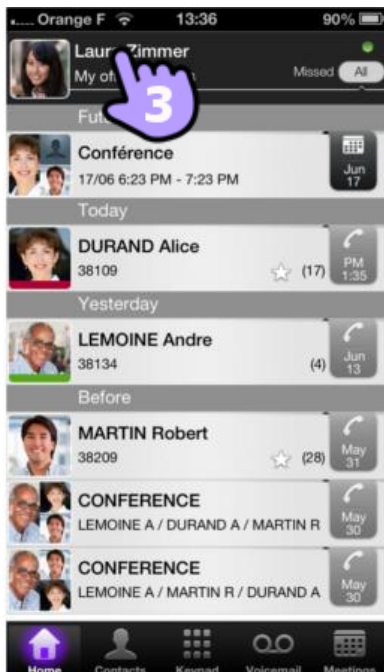 Orange F 13:36 90%
Laura Zimmer
My of
Missed All
3
Fut
Conférence
17/06 6:23 PM - 7:23 PM
Jun
17
Today
DURAND Alice
38109 (17)
PM
1:35
Yesterday
LEMOINE Andre
38134 (4)
Jun
13
Before
MARTIN Robert
38209 (28)
May
31
CONFERENCE
LEMOINE A / DURAND A / MARTIN R
May
30
CONFERENCE
LEMOINE A / MARTIN R / DURAND A
May
30
Home Contacts Keypad Voicemail Meetings